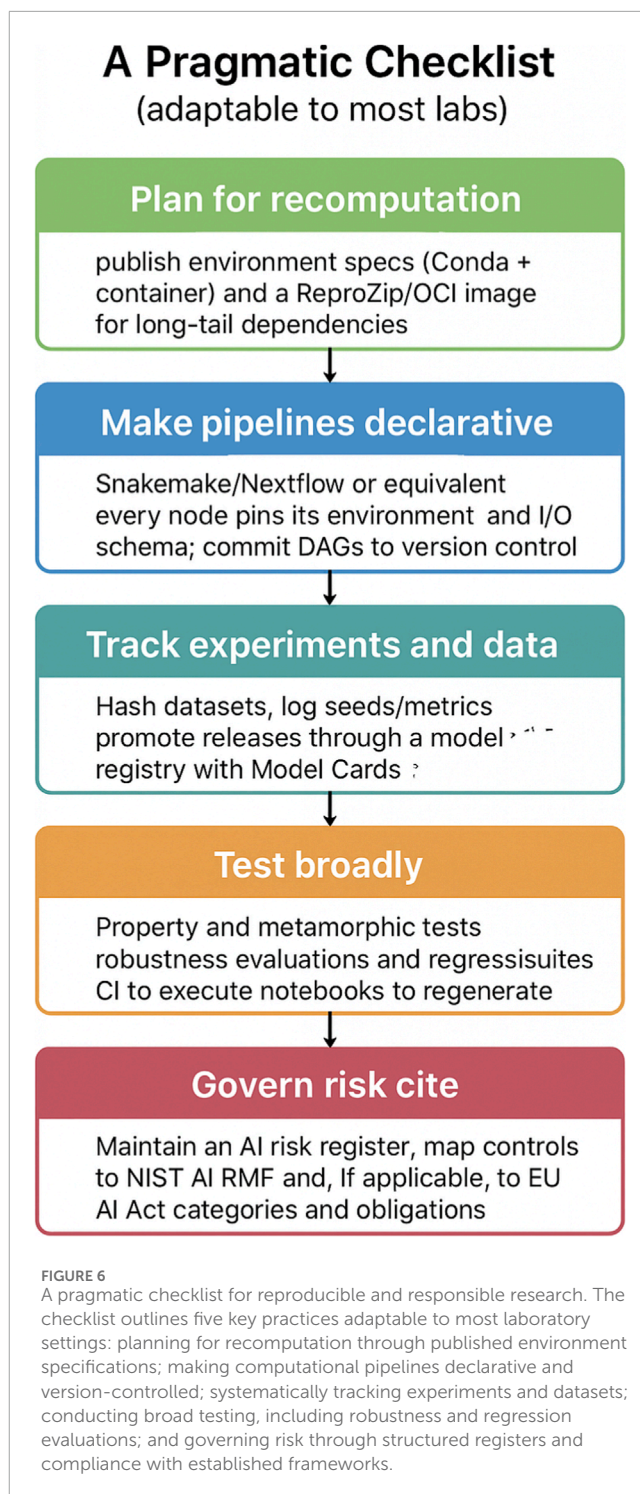 A Pragmatic Checklist
(adaptable to most labs)
Plan for recomputation
publish environment specs (Conda +
container) and a ReproZip/OCI image
for long-tail dependencies
Make pipelines declarative
Snakemake/Nextflow or equivalent
every node pins its environment and I/O
schema; commit DAGs to version control
Track experiments and data
Hash datasets, log seeds/metrics
promote releases through a model
registry with Model Cards
Test broadly
Property and metamorphic tests
robustness evaluations and regressisuites
CI to execute notebooks to regenerate
Govern risk cite
Maintain an AI risk register, map controls
to NIST AI RMF and, If applicable, to EU
AI Act categories and obligations
FIGURE 6
A pragmatic checklist for reproducible and responsible research. The
checklist outlines five key practices adaptable to most laboratory
settings: planning for recomputation through published environment
specifications; making computational pipelines declarative and
version-controlled; systematically tracking experiments and datasets;
conducting broad testing, including robustness and regression
evaluations; and governing risk through structured registers and
compliance with established frameworks.